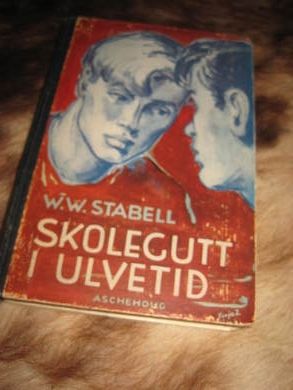 W.W. STABELL
SKOLEGUTT
I ULVETID
ASCHEHOUG